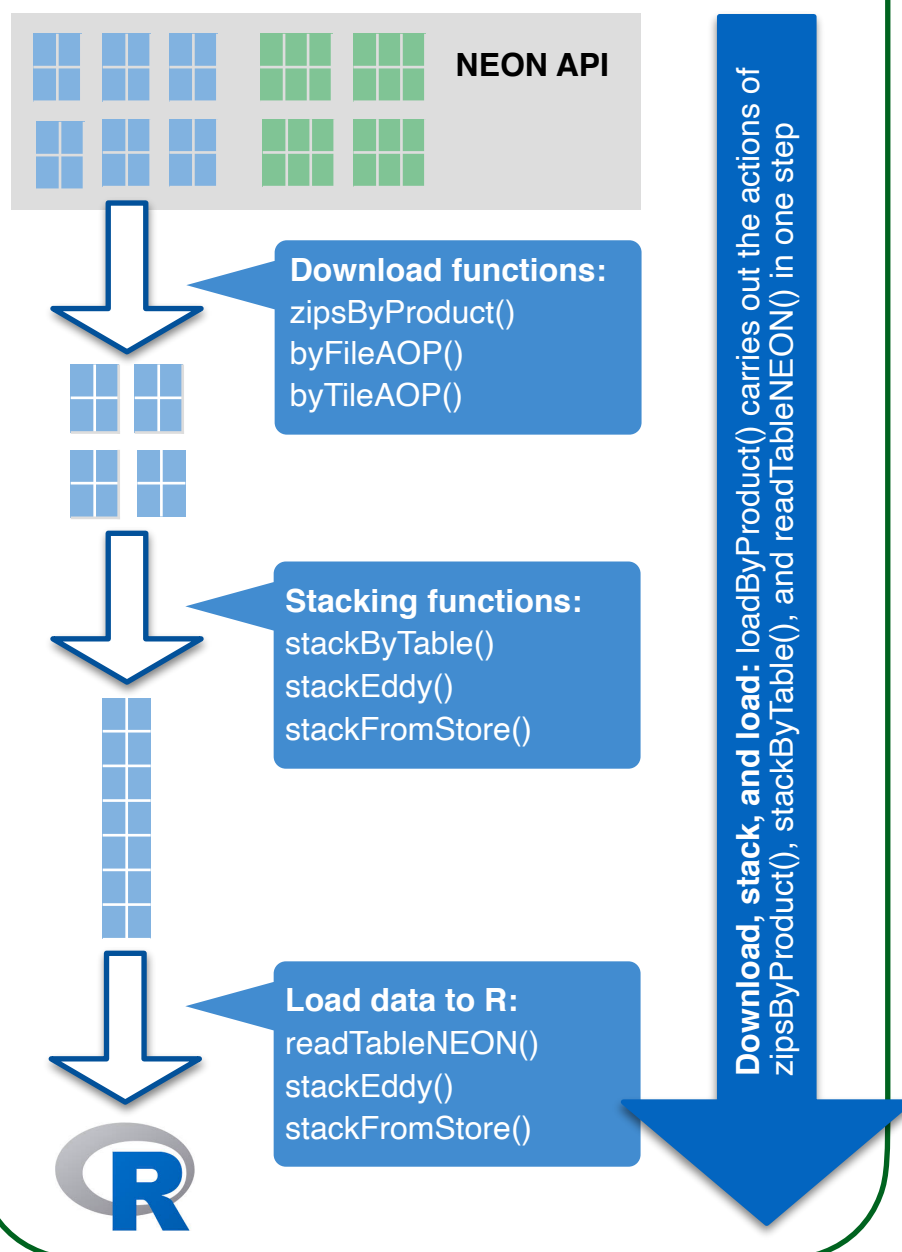 NEON API
Download functions:
zipsByProduct()
byFileAOP()
byTileAOP()
Stacking functions:
stackByTable()
stackEddy()
stackFromStore()
Load data to R:
readTableNEON()
stackEddy()
stackFromStore()
R
Download, stack, and load: loadByProduct() carries out the actions of
zipsByProduct(), stackByTable(), and readTableNEON() in one step